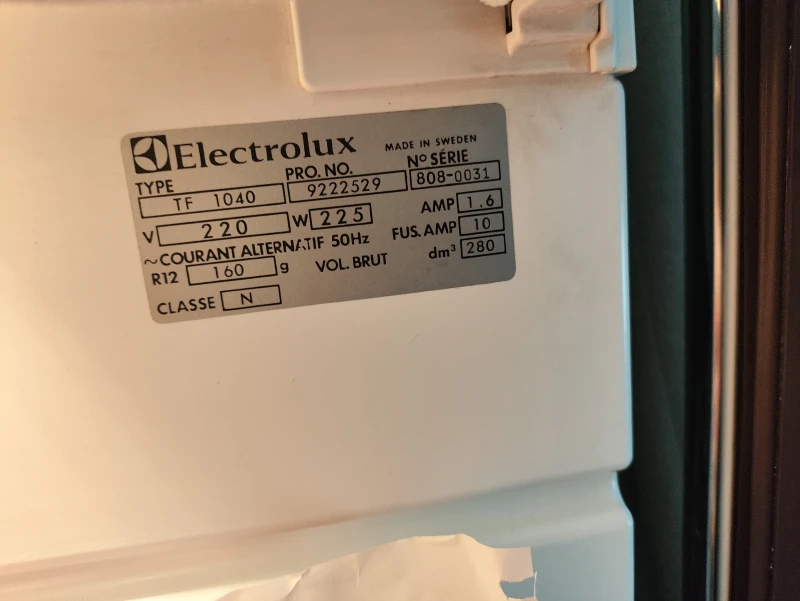 Electrolux MADE IN SWEDEN
TYPE PRO. NO. Nº SÉRIE
TF 1040 9222529 808-0031
V 220 W 225 AMP 1.6
~COURANT ALTERNATIF 50Hz FUS. AMP 10
R12 160 g VOL. BRUT dm³ 280
CLASSE N